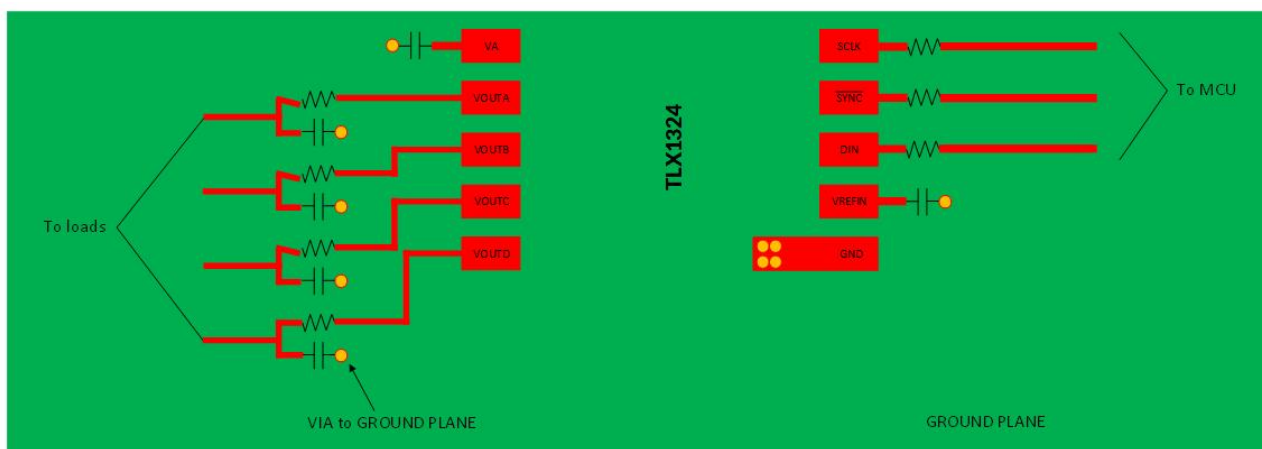 VA
SCLK
VOUTA
SYNC
To MCU
VOUTB
DIN
TLX1324
VOUTC
VREFIN
To loads
VOUTD
GND
VIA to GROUND PLANE
GROUND PLANE